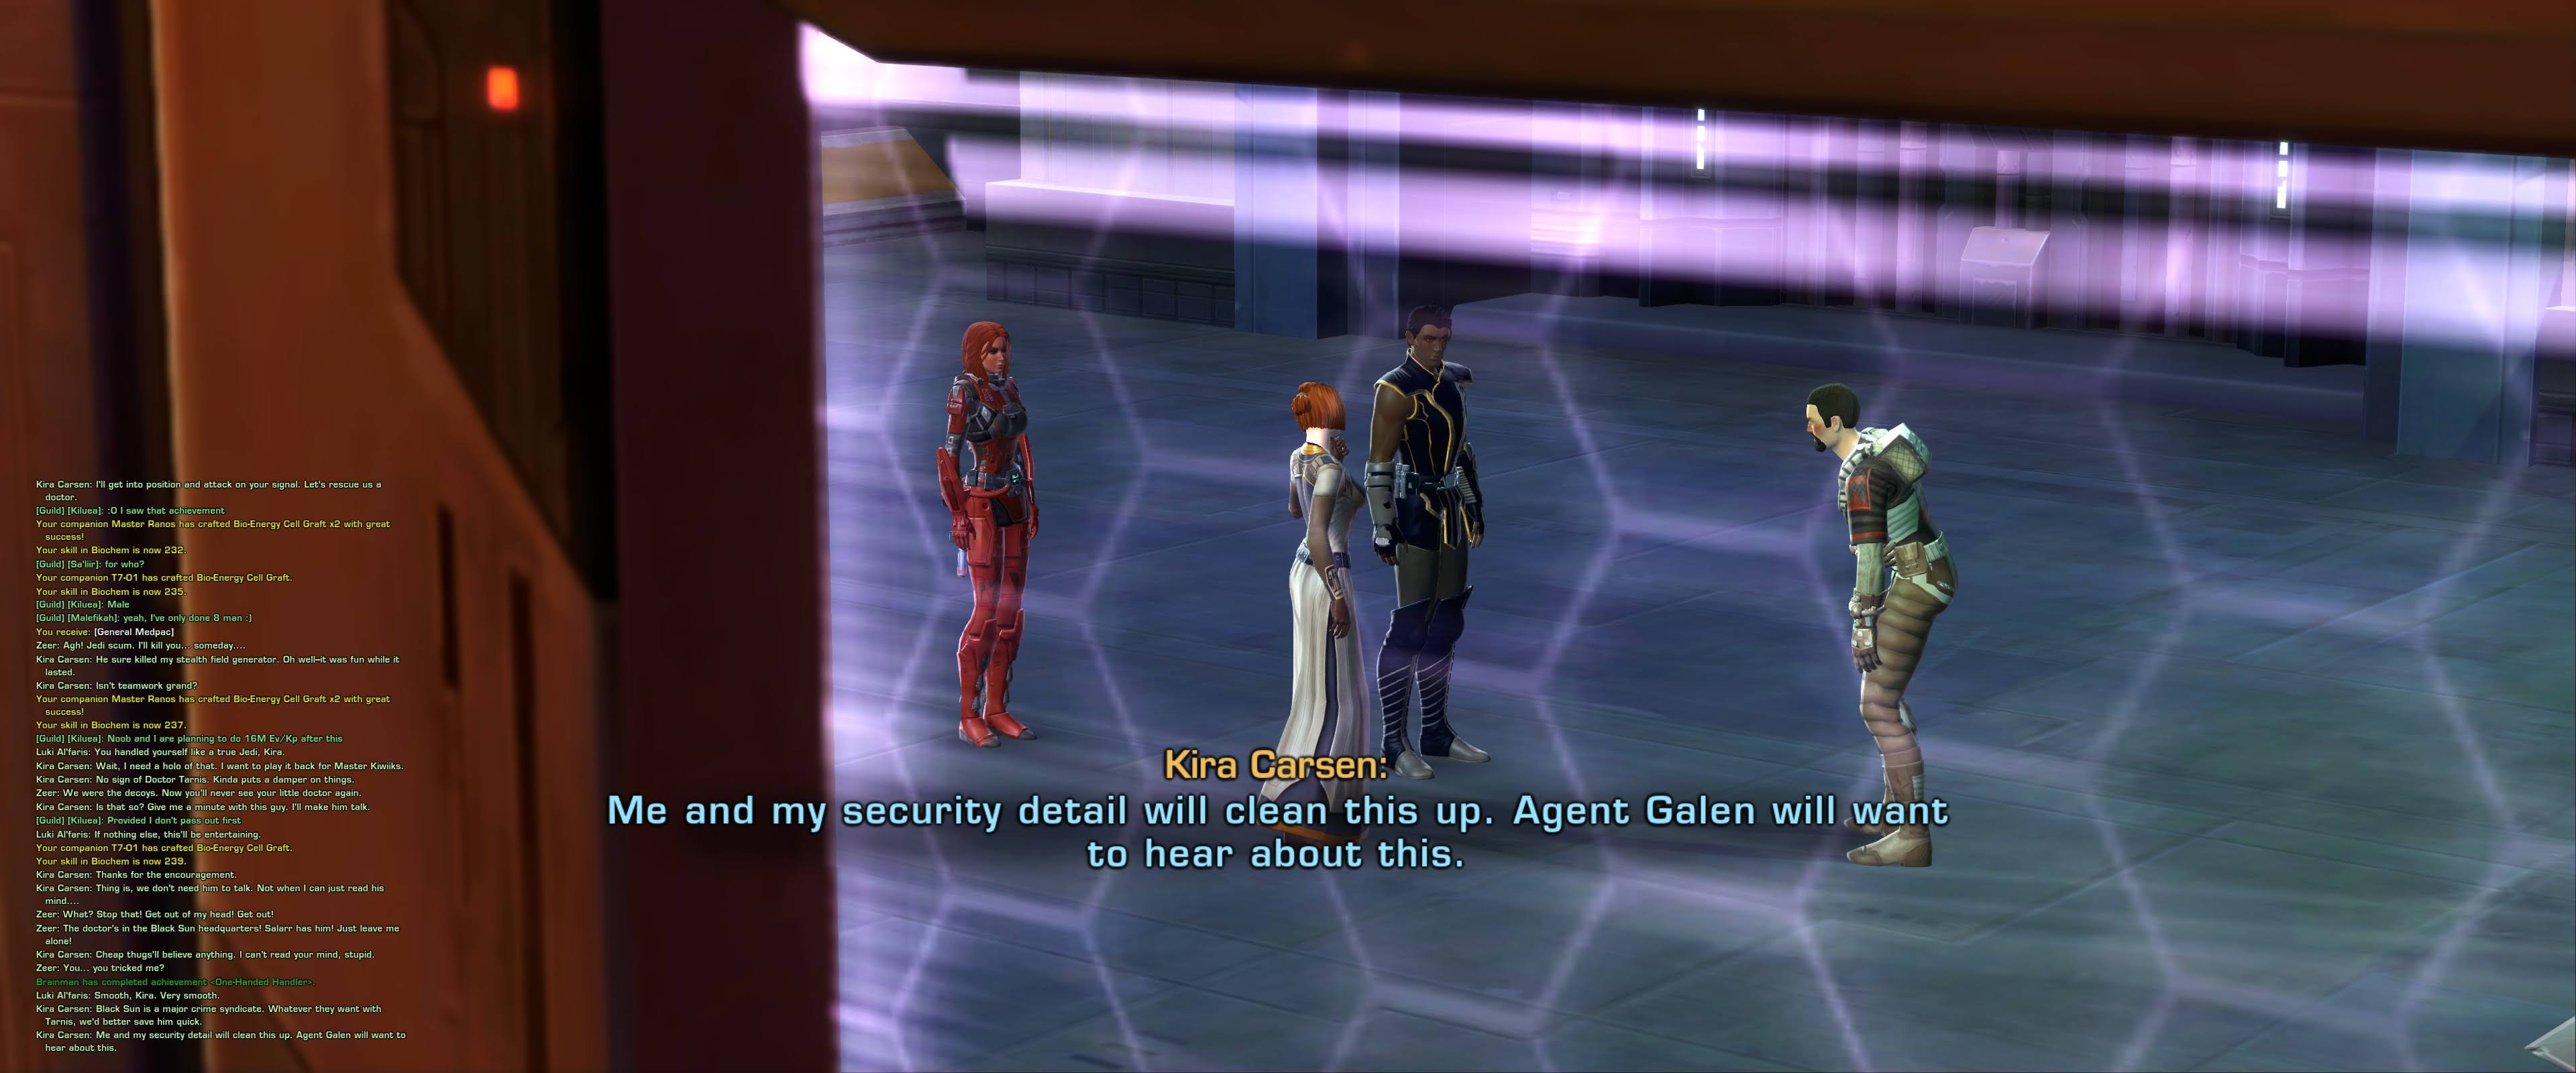 Kira Carsen: I'll get into position and attack on your signal. Let's rescue us a
doctor.
[Guild] [Kiluea]: :O I saw that achievement
Your companion Master Ranos has crafted Bio-Energy Cell Graft x2 with great
success!
Your skill in Biochem is now 232.
[Guild] [Sa'liir]: for who?
Your companion T7-O1 has crafted Bio-Energy Cell Graft.
Your skill in Biochem is now 235.
[Guild] [Kiluea]: Male
[Guild] [Malefikah]: yeah, I've only done 8 man :)
You receive: [General Medpac]
Zeer: Agh! Jedi scum. I'll kill you... someday....
Kira Carsen: He sure killed my stealth field generator. Oh well--it was fun while it
lasted.
Kira Carsen: Isn't teamwork grand?
Your companion Master Ranos has crafted Bio-Energy Cell Graft x2 with great
success!
Your skill in Biochem is now 237.
[Guild] [Kiluea]: Noob and I are planning to do 16M Ev/Kp after this
Luki Al'faris: You handled yourself like a true Jedi, Kira.
Kira Carsen: Wait, I need a holo of that. I want to play it back for Master Kiwiiks.
Kira Carsen: No sign of Doctor Tarnis. Kinda puts a damper on things.
Zeer: We were the decoys. Now you'll never see your little doctor again.
Kira Carsen: Is that so? Give me a minute with this guy. I'll make him talk.
[Guild] [Kiluea]: Provided I don't pass out first
Luki Al'faris: If nothing else, this'll be entertaining.
Your companion T7-O1 has crafted Bio-Energy Cell Graft.
Your skill in Biochem is now 239.
Kira Carsen: Thanks for the encouragement.
Kira Carsen: Thing is, we don't need him to talk. Not when I can just read his
mind....
Zeer: What? Stop that! Get out of my head! Get out!
Zeer: The doctor's in the Black Sun headquarters! Salarr has him! Just leave me
alone!
Kira Carsen: Cheap thugs'll believe anything. I can't read your mind, stupid.
Zeer: You... you tricked me?
Brainman has completed achievement <One-Handed Handler>.
Luki Al'faris: Smooth, Kira. Very smooth.
Kira Carsen: Black Sun is a major crime syndicate. Whatever they want with
Tarnis, we'd better save him quick.
Kira Carsen: Me and my security detail will clean this up. Agent Galen will want to
hear about this.
Kira Carsen:
Me and my security detail will clean this up. Agent Galen will want
to hear about this.